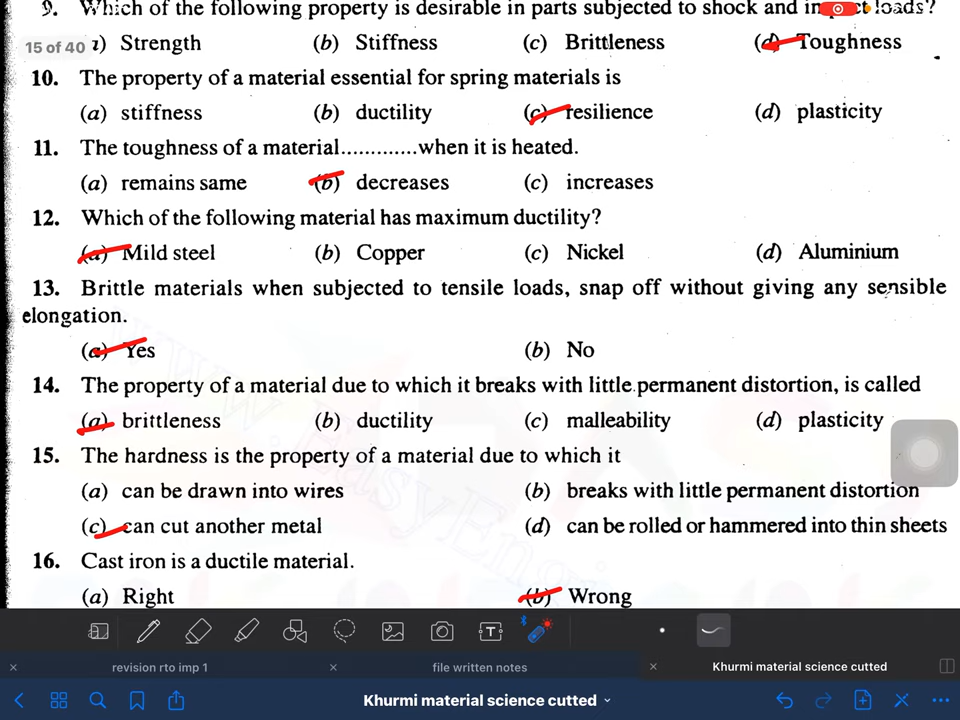 9. Which of the following property is desirable in parts subjected to shock and impact loads?
15 of 40
a) Strength (b) Stiffness (c) Brittleness (d) Toughness
10. The property of a material essential for spring materials is
(a) stiffness (b) ductility (c) resilience (d) plasticity
11. The toughness of a material.............when it is heated.
(a) remains same (b) decreases (c) increases
12. Which of the following material has maximum ductility?
(a) Mild steel (b) Copper (c) Nickel (d) Aluminium
13. Brittle materials when subjected to tensile loads, snap off without giving any sensible
elongation.
(a) Yes (b) No
14. The property of a material due to which it breaks with little permanent distortion, is called
(a) brittleness (b) ductility (c) malleability (d) plasticity
15. The hardness is the property of a material due to which it
(a) can be drawn into wires (b) breaks with little permanent distortion
(c) can cut another metal (d) can be rolled or hammered into thin sheets
16. Cast iron is a ductile material.
(a) Right (b) Wrong
revision rto imp 1 file written notes Khurmi material science cutted
Khurmi material science cutted